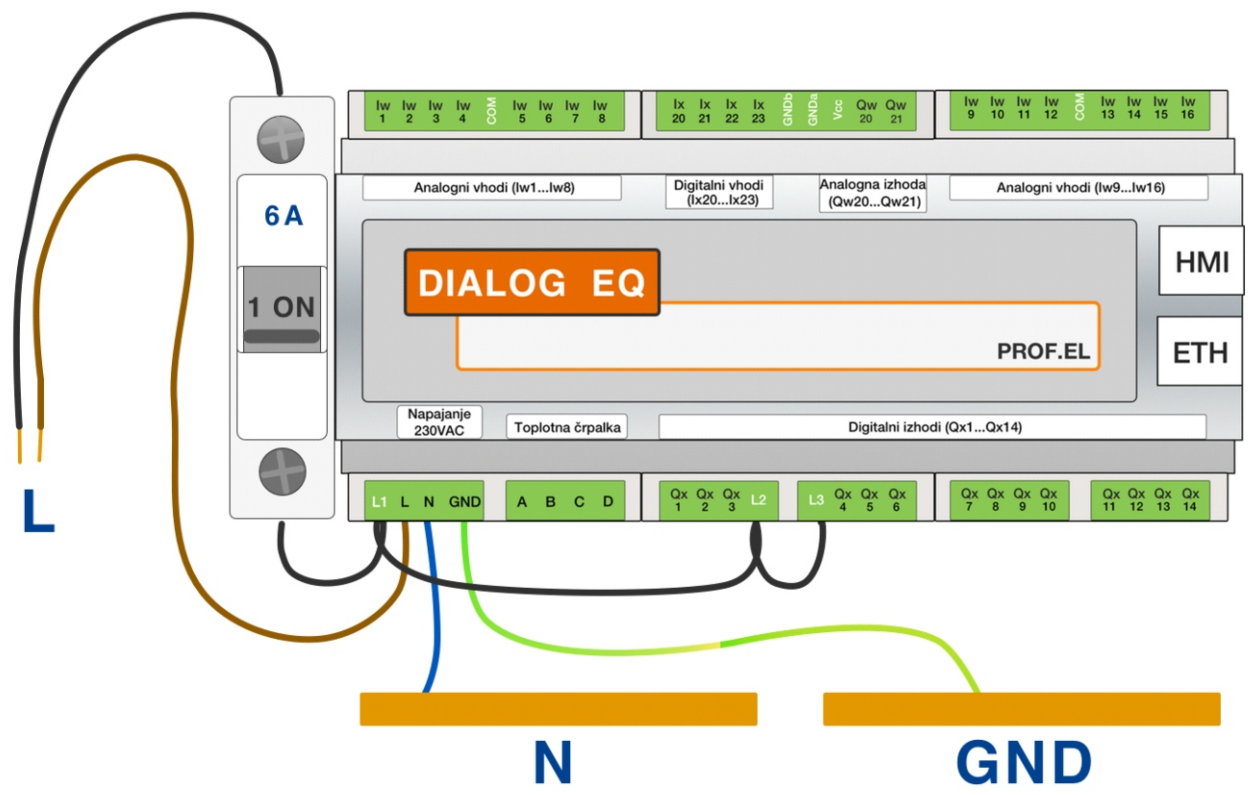 Iw Iw Iw Iw COM Iw Iw Iw Iw
1 2 3 4 5 6 7 8
Ix Ix Ix Ix GNDb GNDa Vcc Qw Qw
20 21 22 23 20 21
Iw Iw Iw Iw COM Iw Iw Iw Iw
9 10 11 12 13 14 15 16
Analogni vhodi (Iw1...Iw8)
Digitalni vhodi
(Ix20...Ix23)
Analogna izhoda
(Qw20...Qw21)
Analogni vhodi (Iw9...Iw16)
6 A
1 ON
DIALOG EQ
PROF.EL
HMI
ETH
Napajanje
230VAC
Toplotna črpalka
Digitalni izhodi (Qx1...Qx14)
L1 L N GND
A B C D
Qx Qx Qx L2
1 2 3
L3 Qx Qx Qx
4 5 6
Qx Qx Qx Qx
7 8 9 10
Qx Qx Qx Qx
11 12 13 14
L
N
GND